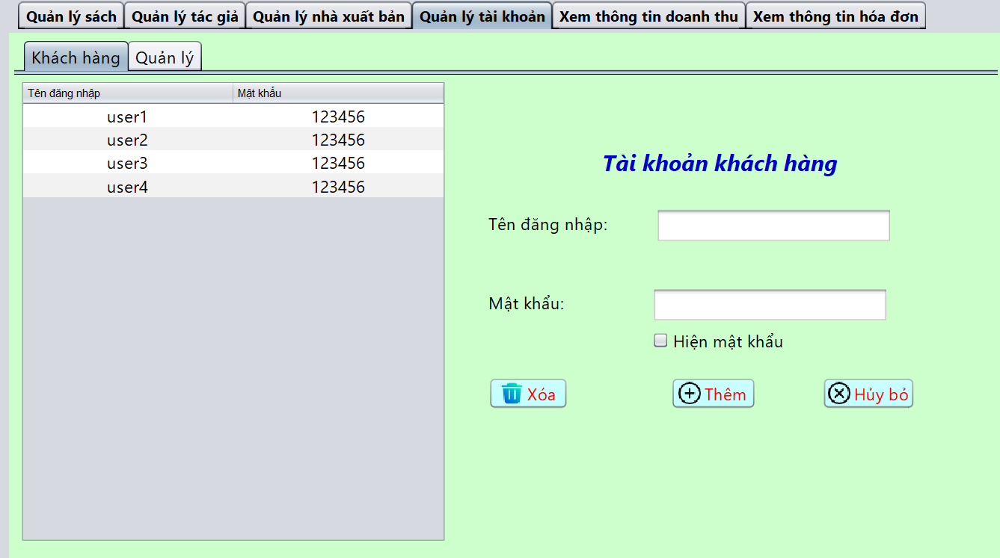 Quản lý sách Quản lý tác giả Quản lý nhà xuất bản Quản lý tài khoản Xem thông tin doanh thu Xem thông tin hóa đơn
Khách hàng Quản lý
Tên đăng nhập Mật khẩu
user1 123456
user2 123456
user3 123456
user4 123456
Tài khoản khách hàng
Tên đăng nhập:
Mật khẩu:
Hiện mật khẩu
Xóa Thêm Hủy bỏ